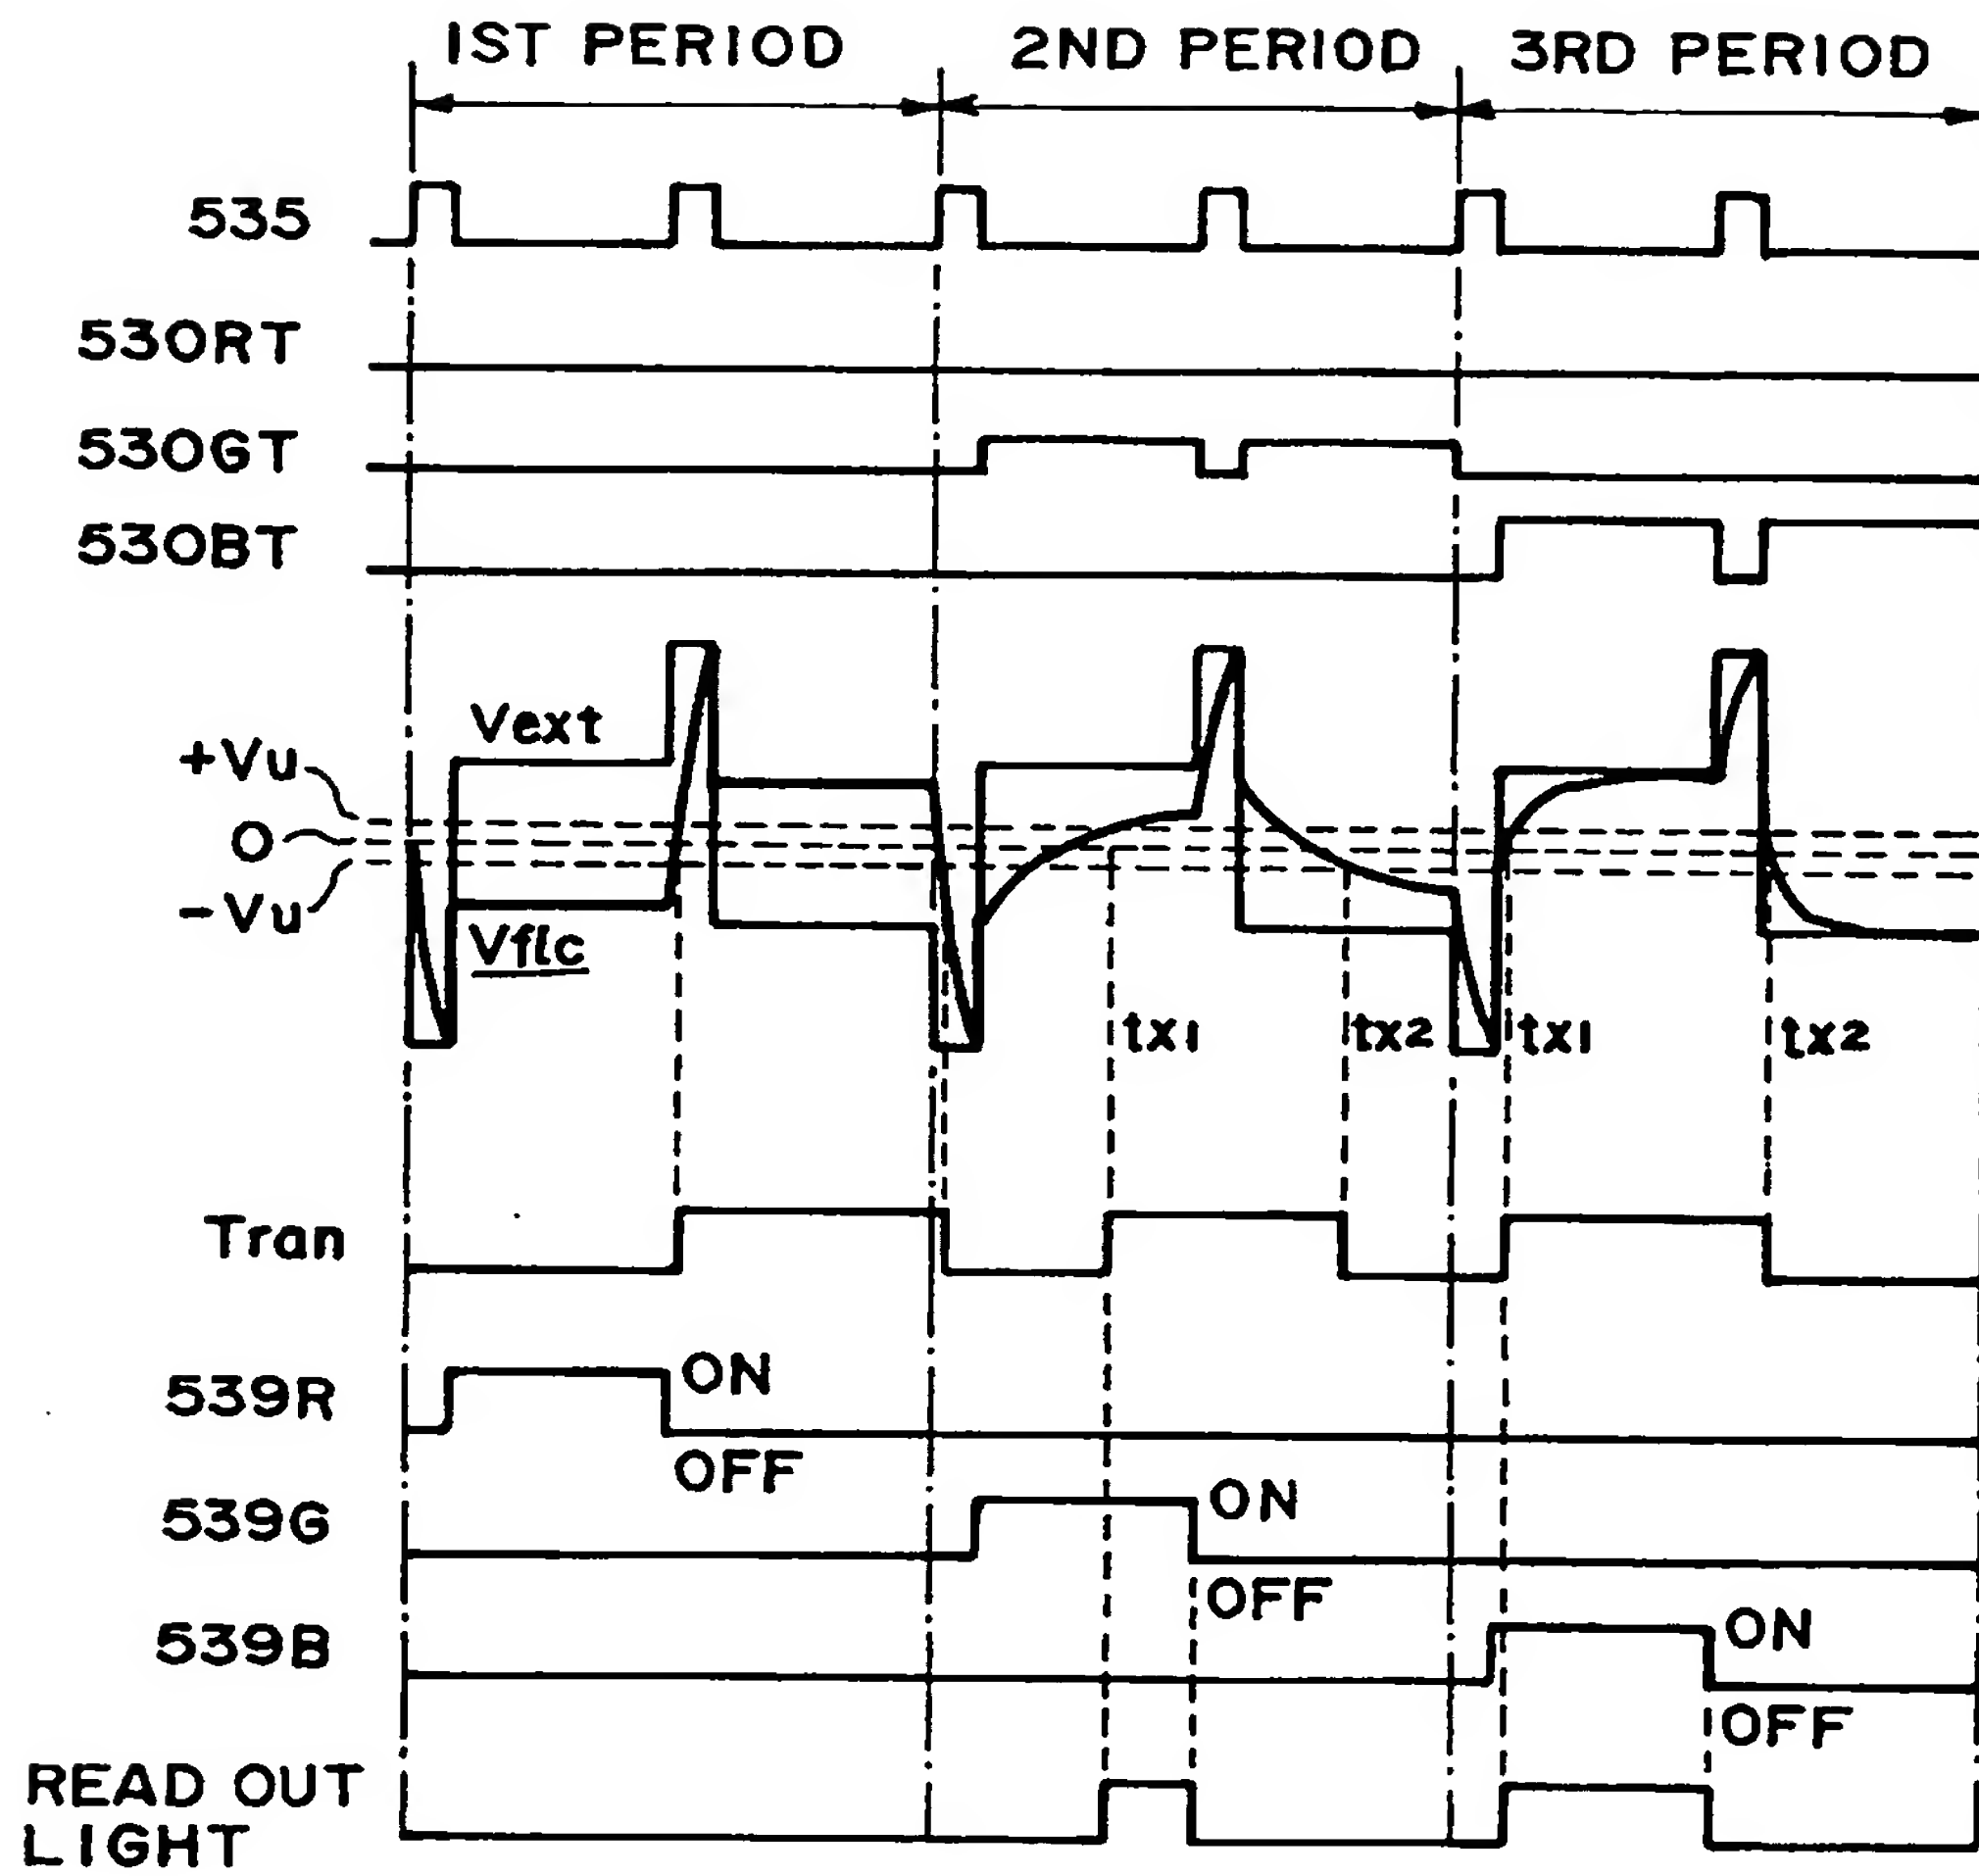 1ST PERIOD
2ND PERIOD
3RD PERIOD
535
530RT
530GT
530BT
Vext
+Vu
O
-Vu
Vflc
tx1
tx2
tx1
tx2
Tran
539R
ON
OFF
539G
ON
OFF
539B
ON
OFF
READ OUT
LIGHT